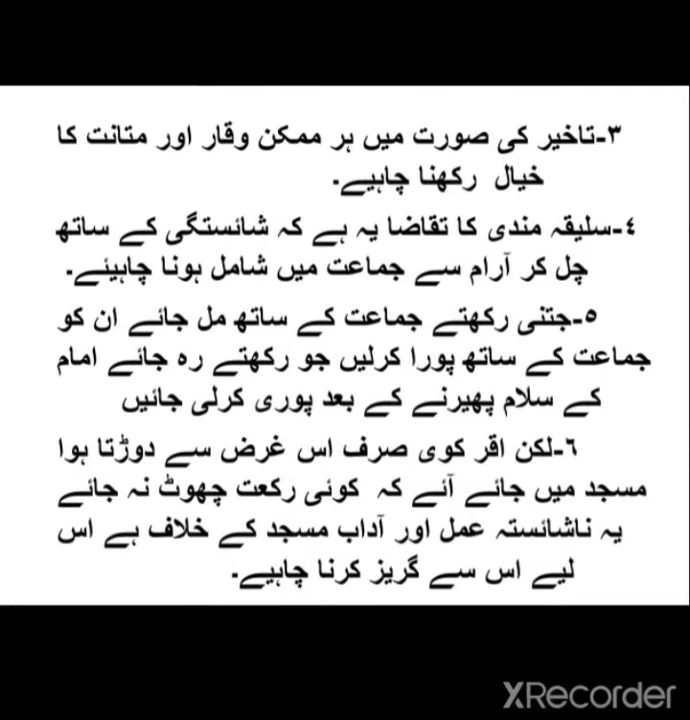 ٣-تاخیر کی صورت میں ہر ممکن وقار اور متانت کا
خیال رکھنا چاہیے۔
٤-سلیقہ مندی کا تقاضا یہ ہے کہ شائستگی کے ساتھ
چل کر آرام سے جماعت میں شامل ہونا چاہیئے۔
٥-جتنی رکھتے جماعت کے ساتھ مل جائے ان کو
جماعت کے ساتھ پورا کرلیں جو رکھتے رہ جائے امام
کے سلام پھیرنے کے بعد پوری کرلی جائیں
٦-لکن اقر کوی صرف اس غرض سے دوڑتا ہوا
مسجد میں جائے آئے کہ کوئی رکعت چھوٹ نہ جائے
یہ ناشائستہ عمل اور آداب مسجد کے خلاف ہے اس
لیے اس سے گریز کرنا چاہیے۔
XRecorder